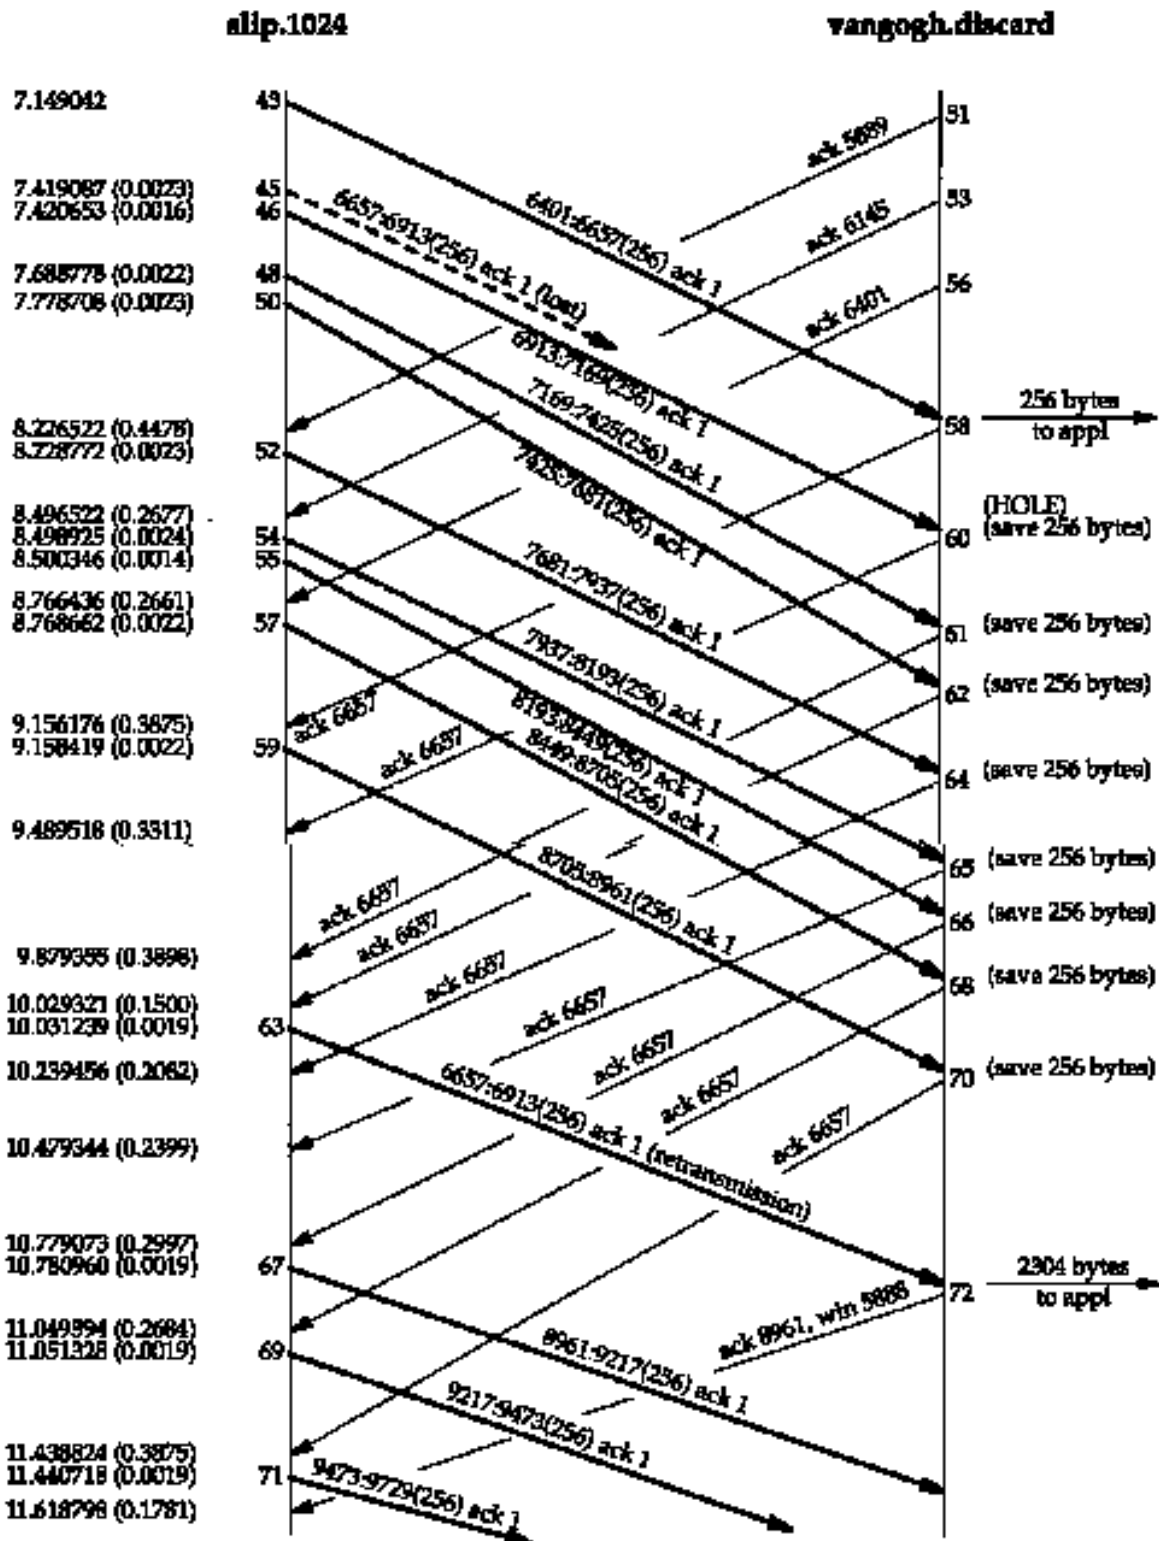 slip.1024 vangogh.discard
7.149042 43 51
ack 5889
7.419087 (0.0023) 45 53
7.420653 (0.0016) 46
6657:6913(256) ack 1 (lost)
6401:6657(256) ack 1
ack 6145
7.688778 (0.0022) 48 56
7.778708 (0.0023) 50
ack 6401
6913:7169(256) ack 1
7169:7425(256) ack 1
256 bytes
to appl
8.226522 (0.4478) 58
8.228772 (0.0023) 52
7425:7681(256) ack 1
(HOLE)
8.496522 (0.2677) (save 256 bytes)
8.498925 (0.0024) 54 60
8.500346 (0.0014) 55
7681:7937(256) ack 1
8.766436 (0.2661)
8.768662 (0.0022) 57 61 (save 256 bytes)
7937:8193(256) ack 1
62 (save 256 bytes)
9.156176 (0.3875) ack 6657
9.158419 (0.0022) 59
8193:8449(256) ack 1
8449:8705(256) ack 1
ack 6657
64 (save 256 bytes)
9.489518 (0.3311)
65 (save 256 bytes)
8705:8961(256) ack 1
ack 6657
66 (save 256 bytes)
ack 6657
9.879355 (0.3898)
ack 6657
68 (save 256 bytes)
10.029321 (0.1500)
10.031239 (0.0019) 63
ack 6657
10.239456 (0.2082) 70 (save 256 bytes)
ack 6657
ack 6657
6657:6913(256) ack 1 (retransmission)
ack 6657
10.479344 (0.2399)
10.779073 (0.2997)
10.780960 (0.0019) 67
2304 bytes
to appl
72
11.049894 (0.2684)
11.051328 (0.0019) 69
ack 8961, win 5888
8961:9217(256) ack 1
9217:9473(256) ack 1
11.438824 (0.3875)
11.440718 (0.0019) 71
9473:9729(256) ack 1
11.618798 (0.1781)